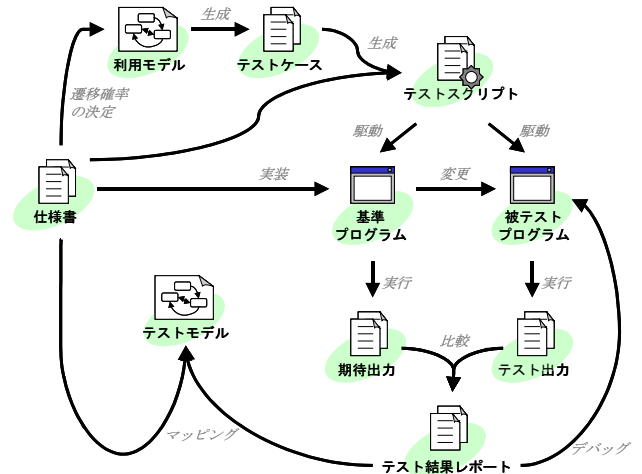 生成
利用モデル
テストケース
生成
テストスクリプト
遷移確率
の決定
駆動
駆動
仕様書
実装
基準
プログラム
変更
被テスト
プログラム
実行
実行
テストモデル
期待出力
比較
テスト出力
マッピング
テスト結果レポート
デバッグ